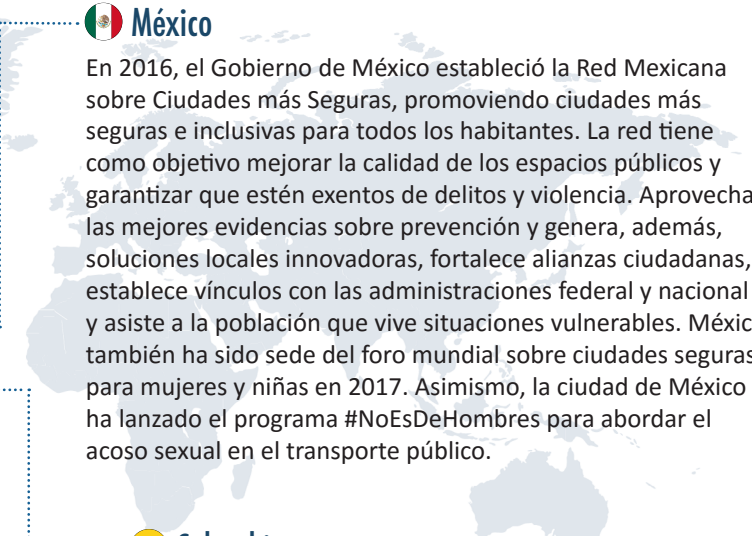 México
En 2016, el Gobierno de México estableció la Red Mexicana
sobre Ciudades más Seguras, promoviendo ciudades más
seguras e inclusivas para todos los habitantes. La red tiene
como objetivo mejorar la calidad de los espacios públicos y
garantizar que estén exentos de delitos y violencia. Aprovecha
las mejores evidencias sobre prevención y genera, además,
soluciones locales innovadoras, fortalece alianzas ciudadanas,
establece vínculos con las administraciones federal y nacional
y asiste a la población que vive situaciones vulnerables. Méxic
también ha sido sede del foro mundial sobre ciudades seguras
para mujeres y niñas en 2017. Asimismo, la ciudad de México
ha lanzado el programa #NoEsDeHombres para abordar el
acoso sexual en el transporte público.